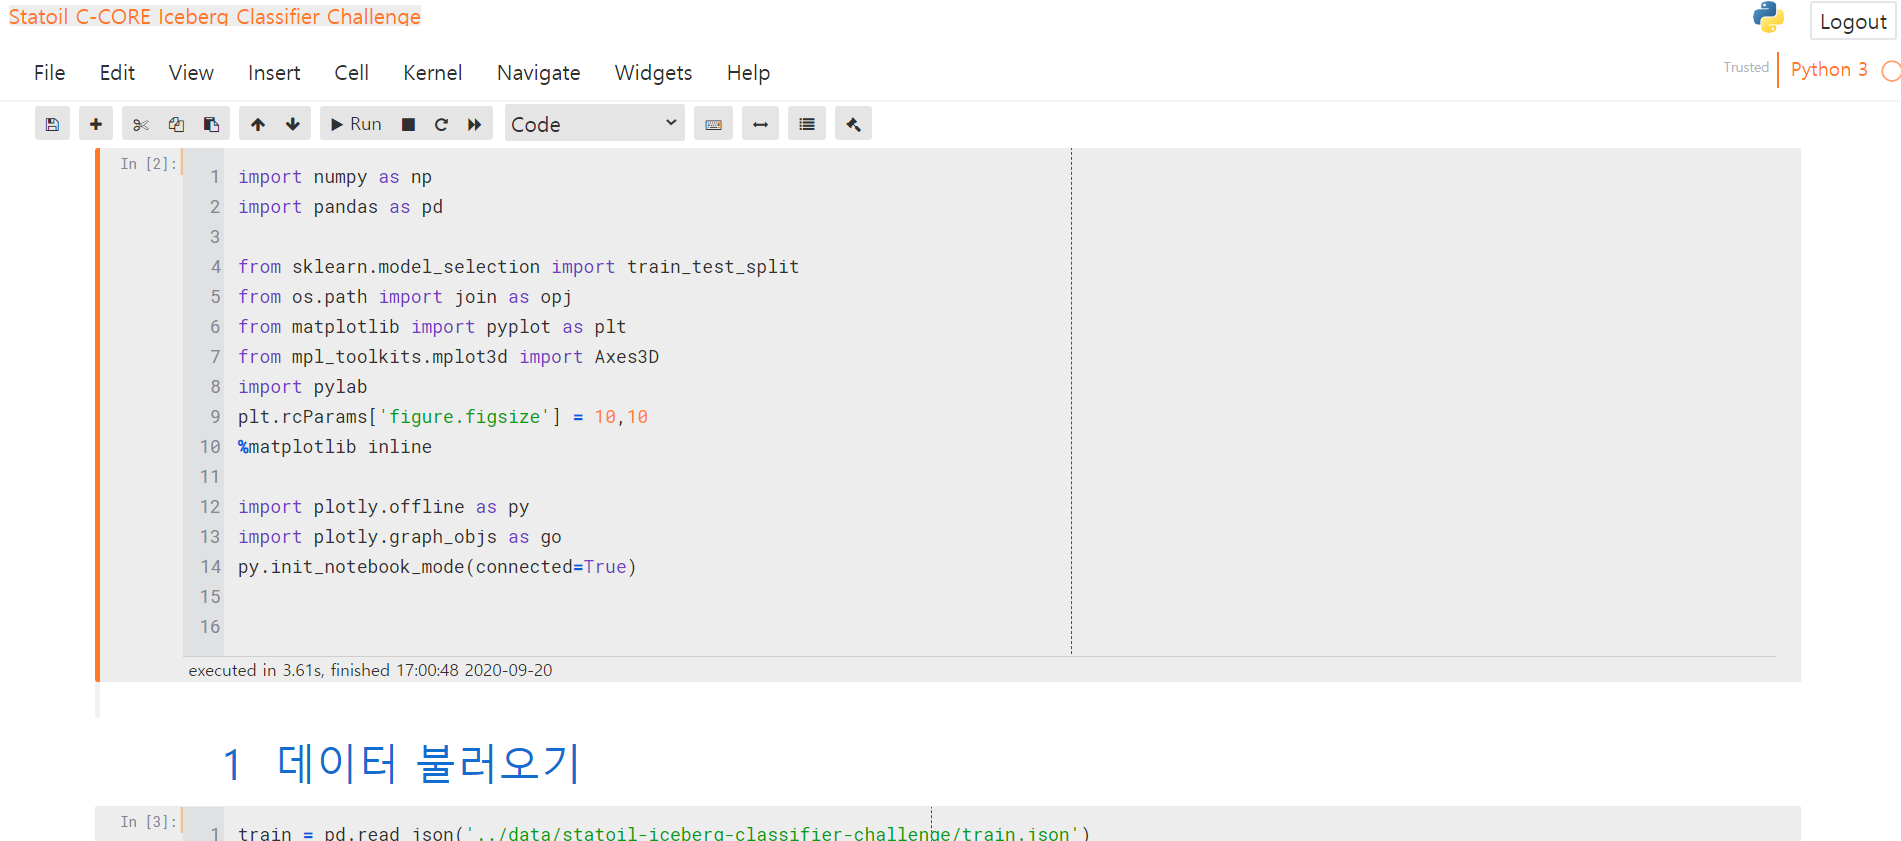 Statoil C-CORE Iceberg Classifier Challenge
Logout
File Edit View Insert Cell Kernel Navigate Widgets Help
Trusted Python 3
Run Code
In [2]:
1 import numpy as np
2 import pandas as pd
3
4 from sklearn.model_selection import train_test_split
5 from os.path import join as opj
6 from matplotlib import pyplot as plt
7 from mpl_toolkits.mplot3d import Axes3D
8 import pylab
9 plt.rcParams['figure.figsize'] = 10,10
10 %matplotlib inline
11
12 import plotly.offline as py
13 import plotly.graph_objs as go
14 py.init_notebook_mode(connected=True)
15
16
executed in 3.61s, finished 17:00:48 2020-09-20
1 데이터 불러오기
In [3]:
1 train = pd.read_json('../data/statoil-iceberg-classifier-challenge/train.json')